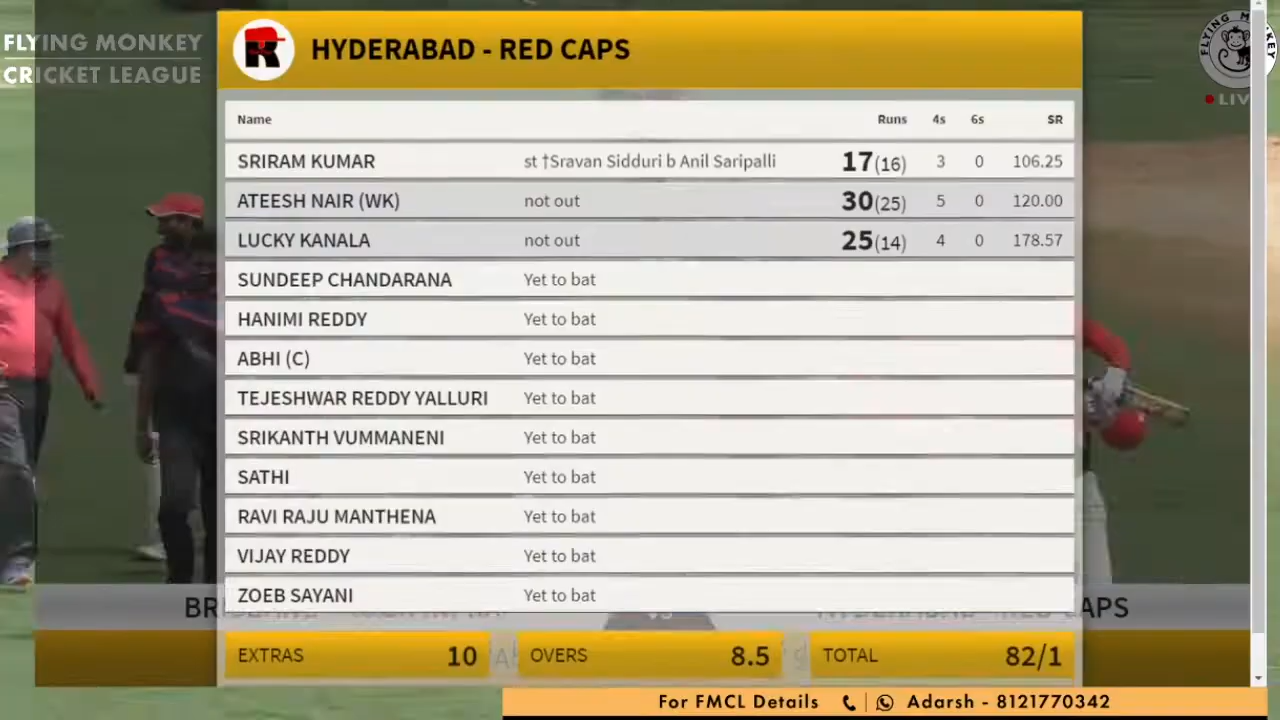 FLYING MONKEY
CRICKET LEAGUE
HYDERABAD - RED CAPS
FLYING MONKEY
LIV
Name Runs 4s 6s SR
SRIRAM KUMAR st †Sravan Sidduri b Anil Saripalli 17(16) 3 0 106.25
ATEESH NAIR (WK) not out 30(25) 5 0 120.00
LUCKY KANALA not out 25(14) 4 0 178.57
SUNDEEP CHANDARANA Yet to bat
HANIMI REDDY Yet to bat
ABHI (C) Yet to bat
TEJESHWAR REDDY YALLURI Yet to bat
SRIKANTH VUMMANENI Yet to bat
SATHI Yet to bat
RAVI RAJU MANTHENA Yet to bat
VIJAY REDDY Yet to bat
ZOEB SAYANI Yet to bat
EXTRAS 10 OVERS 8.5 TOTAL 82/1
For FMCL Details Adarsh - 8121770342